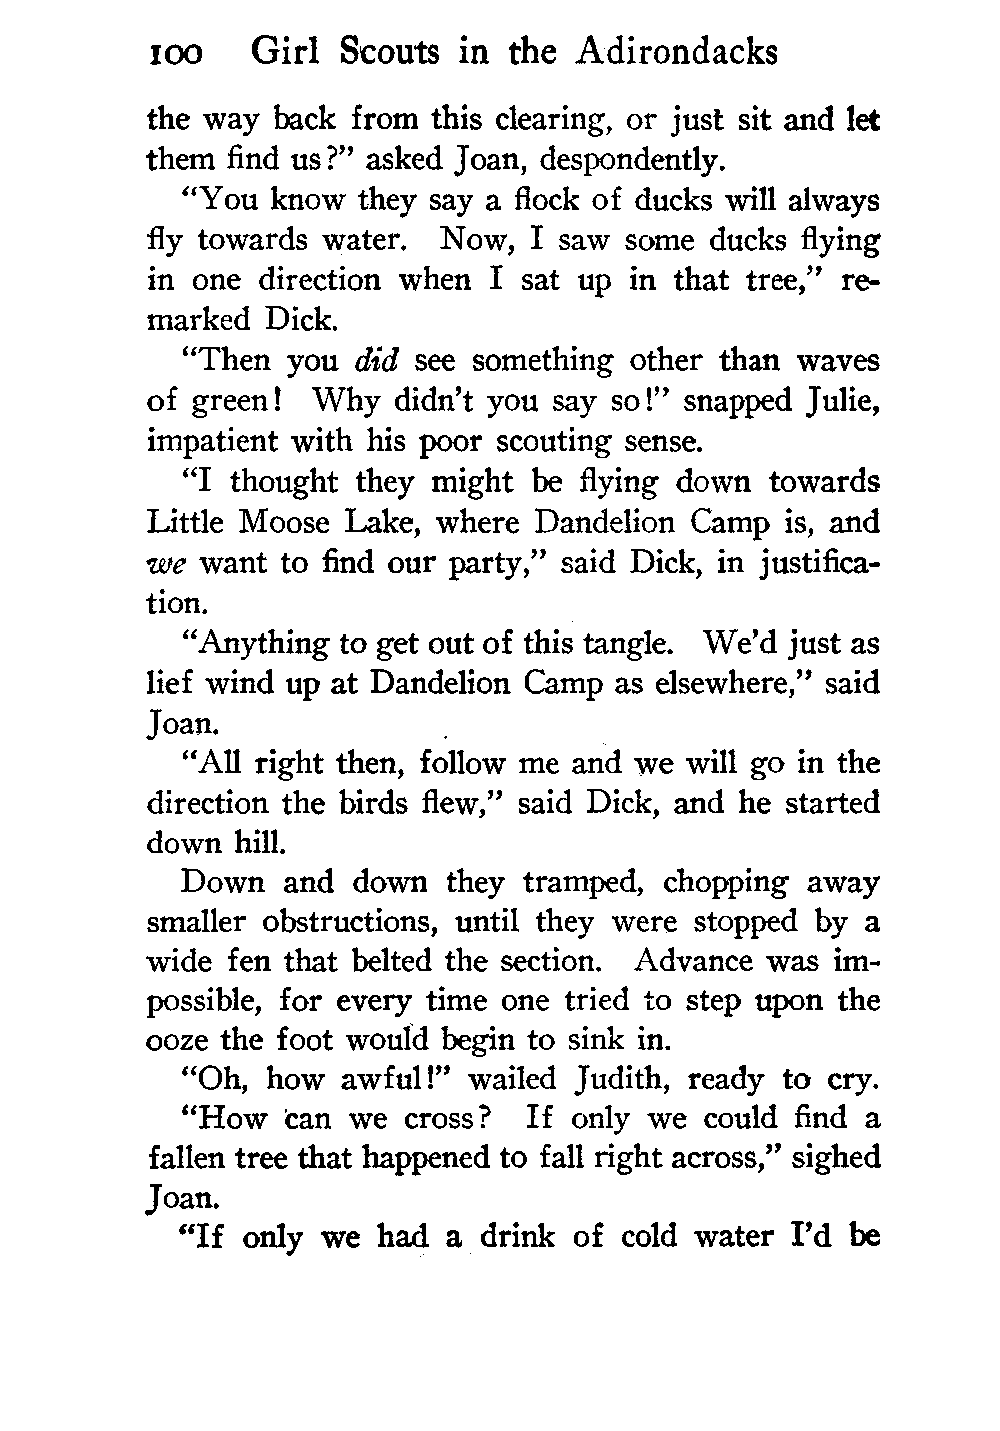 100 Girl Scouts in the Adirondacks
the way back from this clearing, or just sit and let
them find us?” asked Joan, despondently.
“You know they say a flock of ducks will always
fly towards water. Now, I saw some ducks flying
in one direction when I sat up in that tree,” re-
marked Dick.
“Then you did see something other than waves
of green! Why didn’t you say so!” snapped Julie,
impatient with his poor scouting sense.
“I thought they might be flying down towards
Little Moose Lake, where Dandelion Camp is, and
we want to find our party,” said Dick, in justifica-
tion.
“Anything to get out of this tangle. We’d just as
lief wind up at Dandelion Camp as elsewhere,” said
Joan.
“All right then, follow me and we will go in the
direction the birds flew,” said Dick, and he started
down hill.
Down and down they tramped, chopping away
smaller obstructions, until they were stopped by a
wide fen that belted the section. Advance was im-
possible, for every time one tried to step upon the
ooze the foot would begin to sink in.
“Oh, how awful!” wailed Judith, ready to cry.
“How can we cross? If only we could find a
fallen tree that happened to fall right across,” sighed
Joan.
“If only we had a drink of cold water I’d be